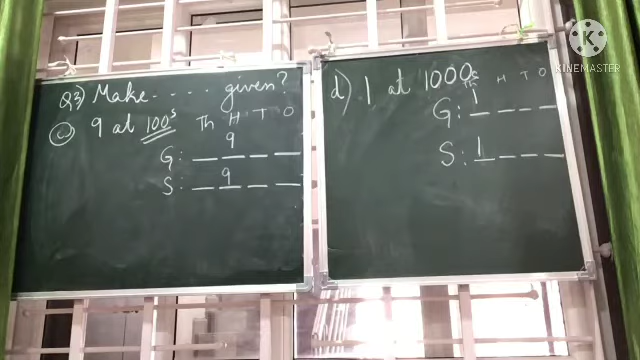 Q3) Make ..... given?
c) 9 at 100s
Th H T O
9
G: _ _ _ _
9
S: _ _ _ _
d) 1 at 1000s
Th H T O
1
G: _ _ _ _
1
S: _ _ _ _
K
KINEMASTER